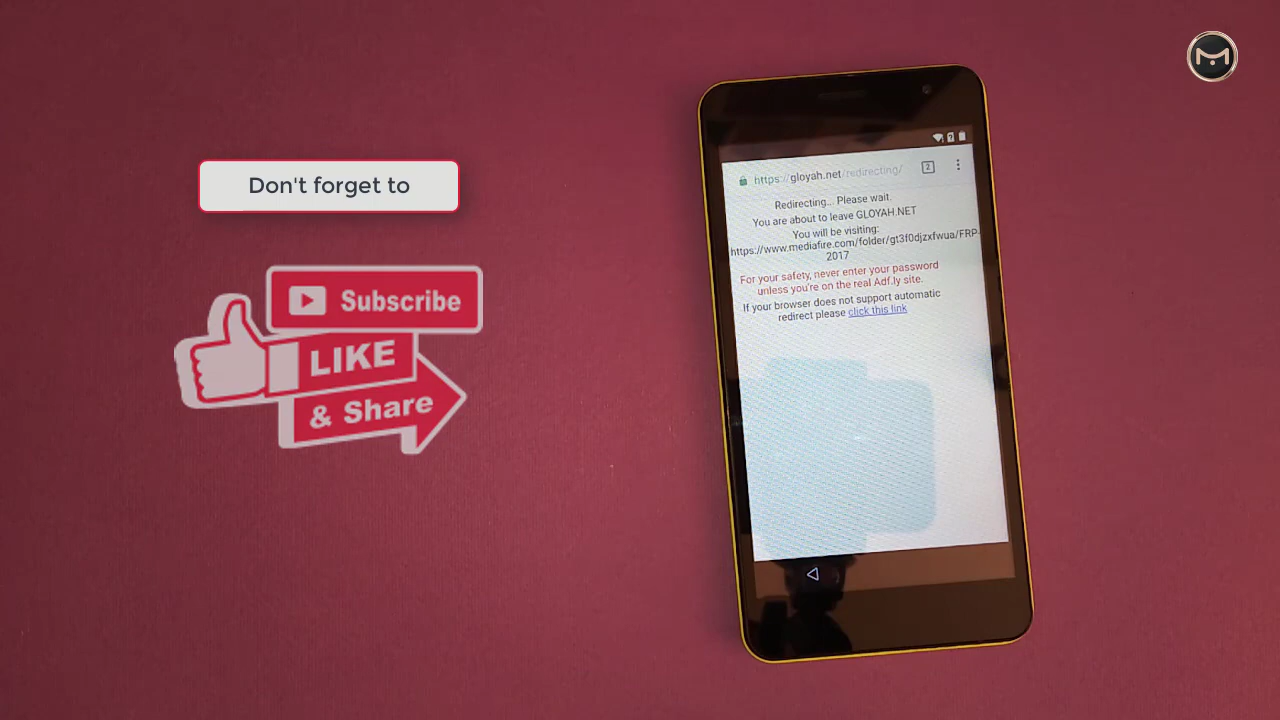 Don't forget to
Subscribe
LIKE
& Share
2
https://gloyah.net/redirecting/
Redirecting... Please wait.
You are about to leave GLOYAH.NET
You will be visiting:
https://www.mediafire.com/folder/gt3f0djzxfwua/FRP-
2017
For your safety, never enter your password
unless you're on the real Adf.ly site.
If your browser does not support automatic
redirect please click this link